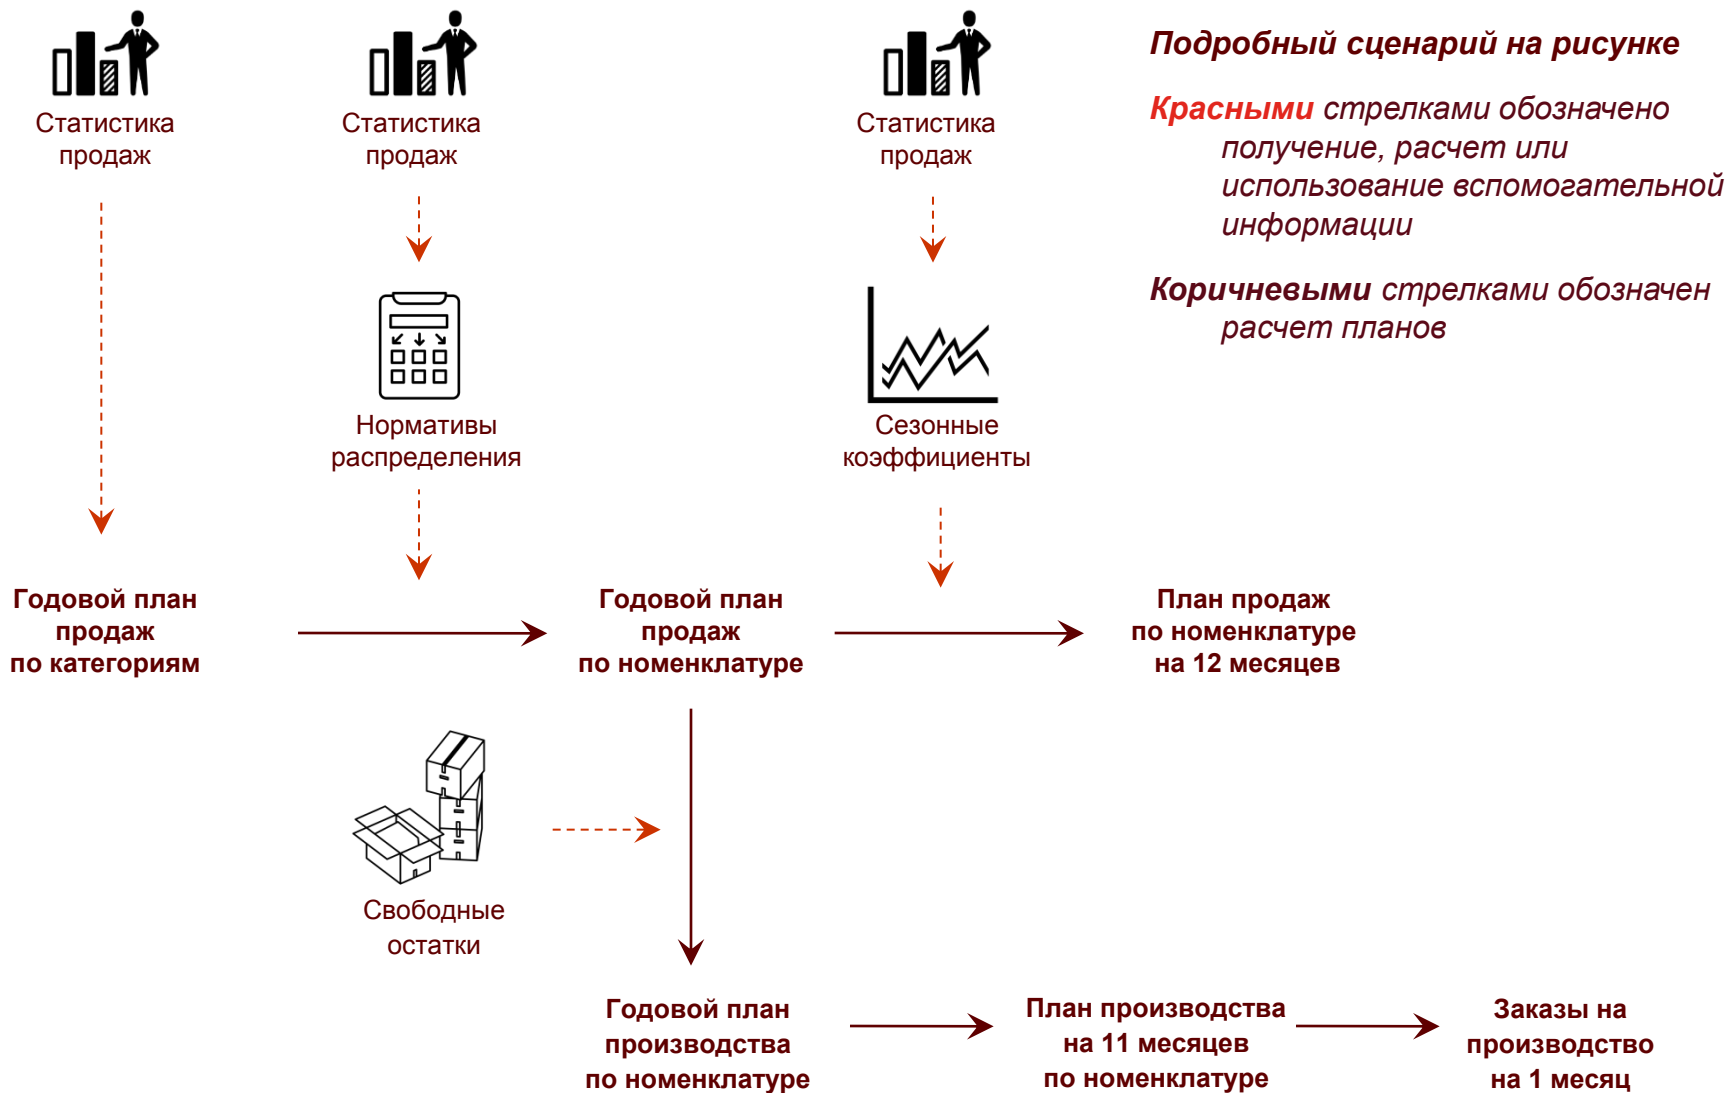 Статистика
продаж
Статистика
продаж
Статистика
продаж
Подробный сценарий на рисунке
Красными стрелками обозначено
получение, расчет или
использование вспомогательной
информации
Коричневыми стрелками обозначен
расчет планов
Нормативы
распределения
Сезонные
коэффициенты
Годовой план
продаж
по категориям
Годовой план
продаж
по номенклатуре
План продаж
по номенклатуре
на 12 месяцев
Свободные
остатки
Годовой план
производства
по номенклатуре
План производства
на 11 месяцев
по номенклатуре
Заказы на
производство
на 1 месяц